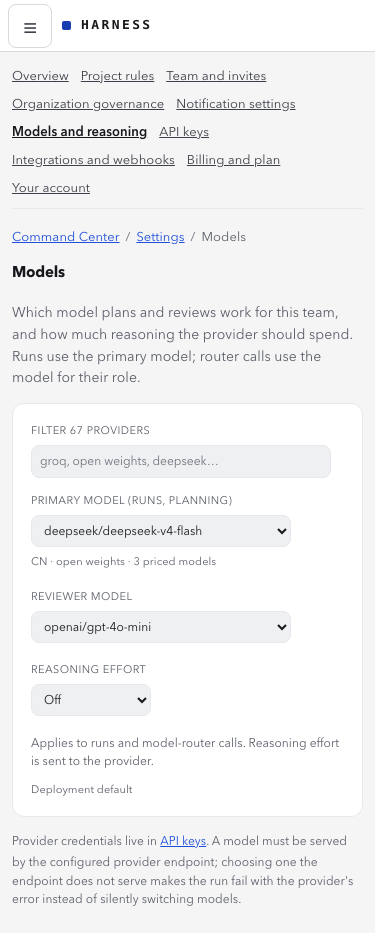 HARNESS
Overview Project rules Team and invites
Organization governance Notification settings
Models and reasoning API keys
Integrations and webhooks Billing and plan
Your account
Command Center / Settings / Models
Models
Which model plans and reviews work for this team,
and how much reasoning the provider should spend.
Runs use the primary model; router calls use the
model for their role.
FILTER 67 PROVIDERS
groq, open weights, deepseek...
PRIMARY MODEL (RUNS, PLANNING)
deepseek/deepseek-v4-flash
CN · open weights · 3 priced models
REVIEWER MODEL
openai/gpt-4o-mini
REASONING EFFORT
Off
Applies to runs and model-router calls. Reasoning effort
is sent to the provider.
Deployment default
Provider credentials live in API keys. A model must be served
by the configured provider endpoint; choosing one the
endpoint does not serve makes the run fail with the provider's
error instead of silently switching models.